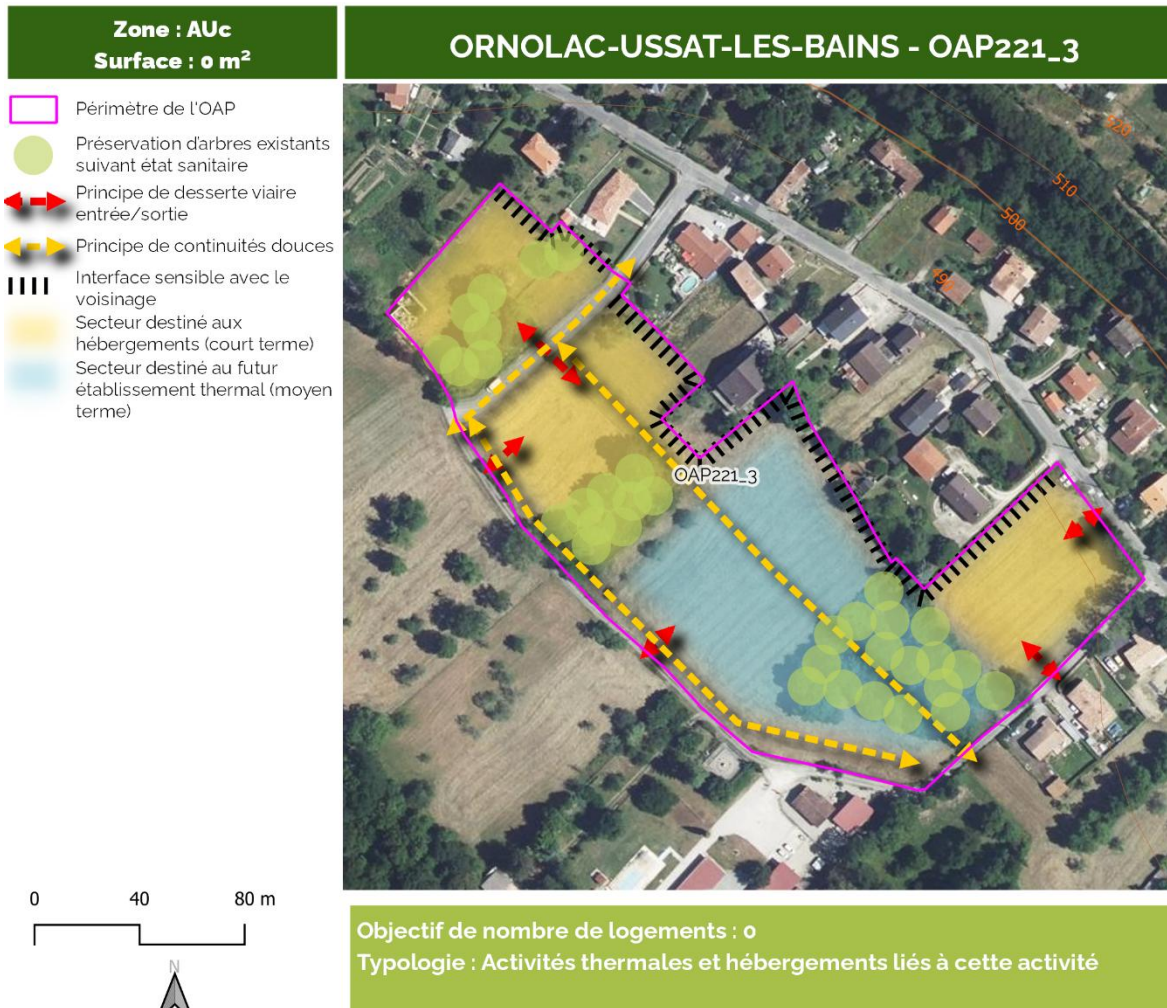 Zone : AUc
Surface : 0 m²
ORNOLAC-USSAT-LES-BAINS - OAP221_3
Périmètre de l'OAP
Préservation d'arbres existants
suivant état sanitaire
Principe de desserte viaire
entrée/sortie
Principe de continuités douces
Interface sensible avec le
voisinage
Secteur destiné aux
hébergements (court terme)
Secteur destiné au futur
établissement thermal (moyen
terme)
520
510
500
490
OAP221_3
0 40 80 m
N
Objectif de nombre de logements : 0
Typologie : Activités thermales et hébergements liés à cette activité